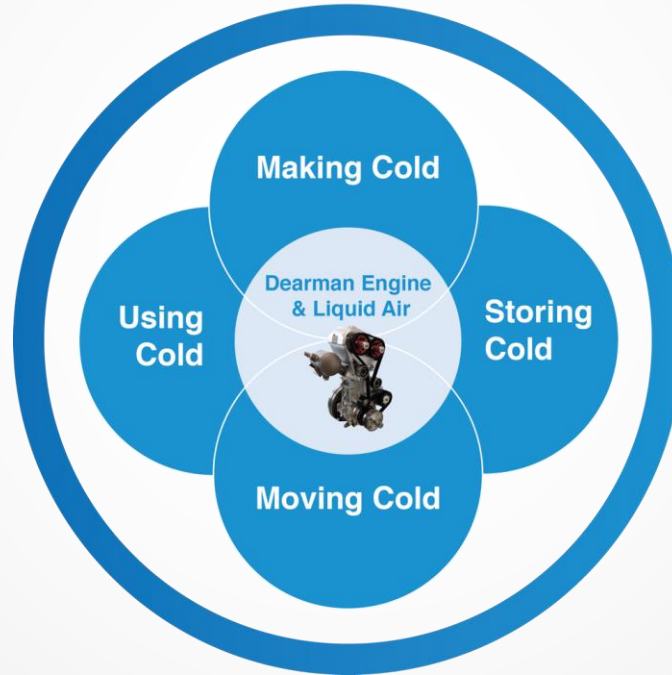 Making Cold
Dearman Engine
& Liquid Air
Using
Cold
Storing
Cold
Moving Cold